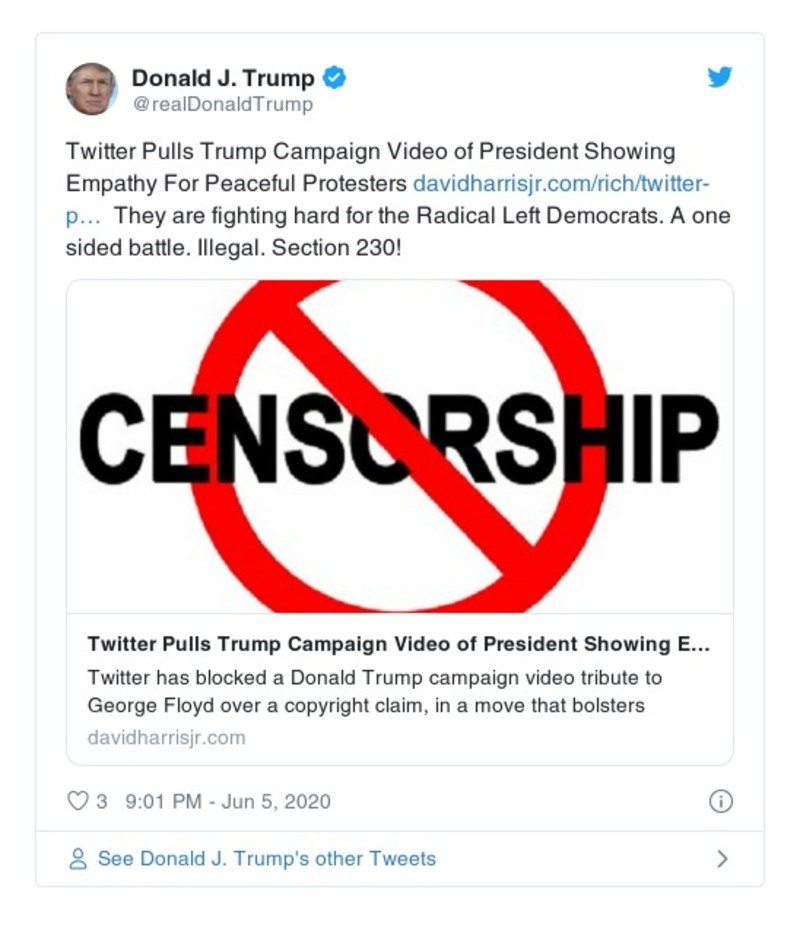 Donald J. Trump
@realDonaldTrump
Twitter Pulls Trump Campaign Video of President Showing
Empathy For Peaceful Protesters davidharrisjr.com/rich/twitter-
p… They are fighting hard for the Radical Left Democrats. A one
sided battle. Illegal. Section 230!
CENSORSHIP
Twitter Pulls Trump Campaign Video of President Showing E...
Twitter has blocked a Donald Trump campaign video tribute to
George Floyd over a copyright claim, in a move that bolsters
davidharrisjr.com
3 9:01 PM - Jun 5, 2020
See Donald J. Trump's other Tweets